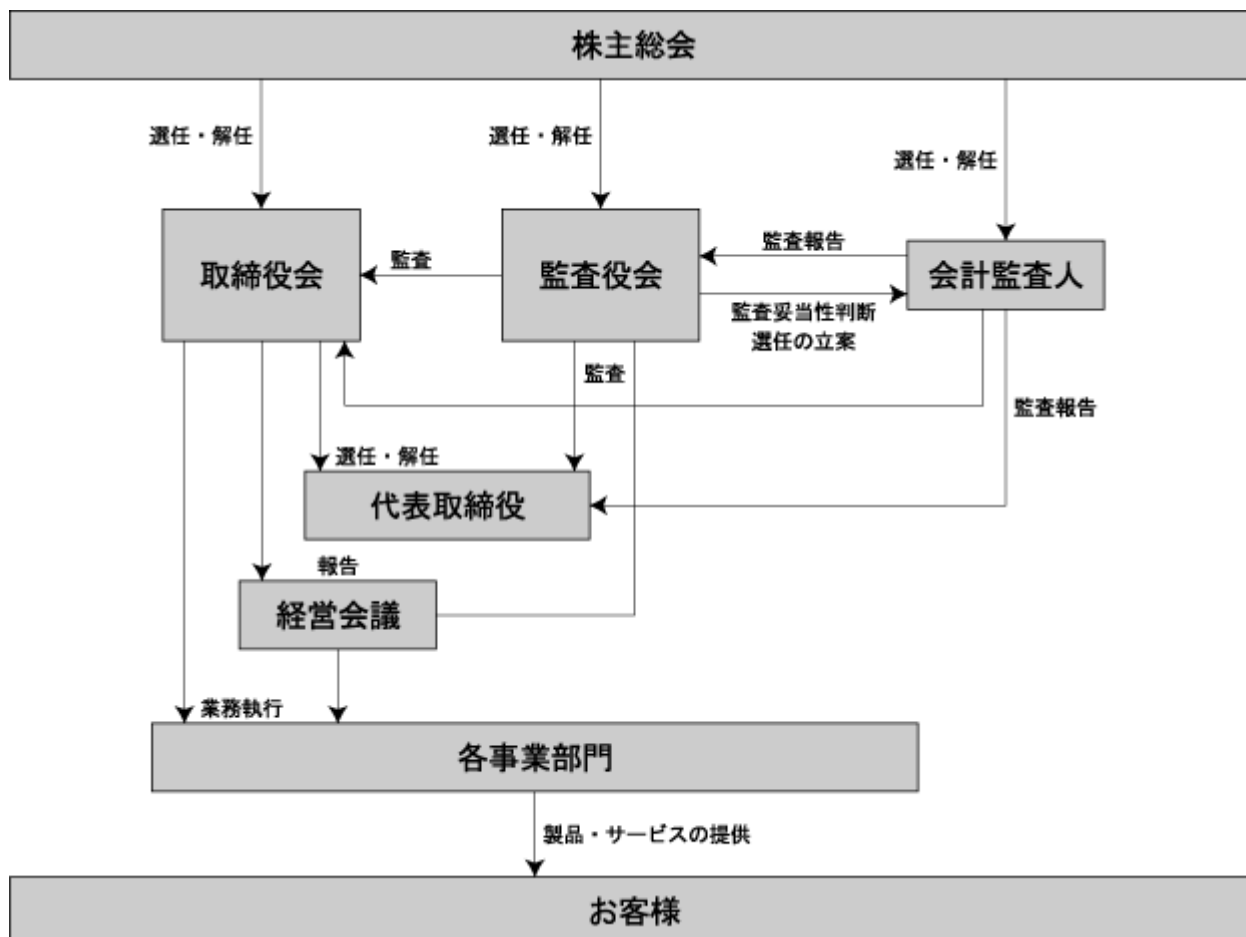 株主総会
選任・解任
選任・解任
選任・解任
取締役会
監査
監査役会
監査報告
会計監査人
監査妥当性判断
選任の立案
監査
監査報告
選任・解任
代表取締役
報告
経営会議
業務執行
各事業部門
製品・サービスの提供
お客様